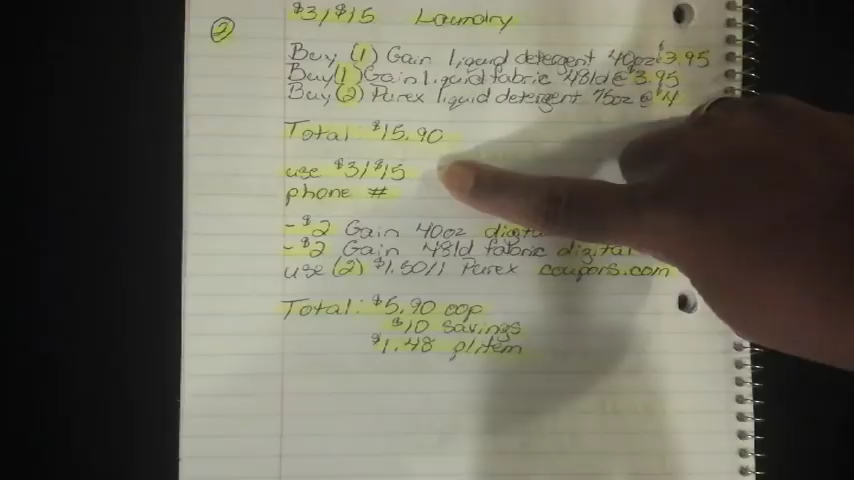 ② $3/$15 Laundry
Buy (1) Gain liquid detergent 40oz $3.95
Buy (1) Gain liquid fabric 48ld @ $3.95
Buy (2) Purex liquid detergent 75oz @ $4
Total: $15.90
use $3/$15
phone #
-$2 Gain 40oz digital
-$2 Gain 48ld fabric digital
use (2) $1.50/1 Purex coupons.com
Total: $5.90 oop
$10 savings
$1.48 p/item